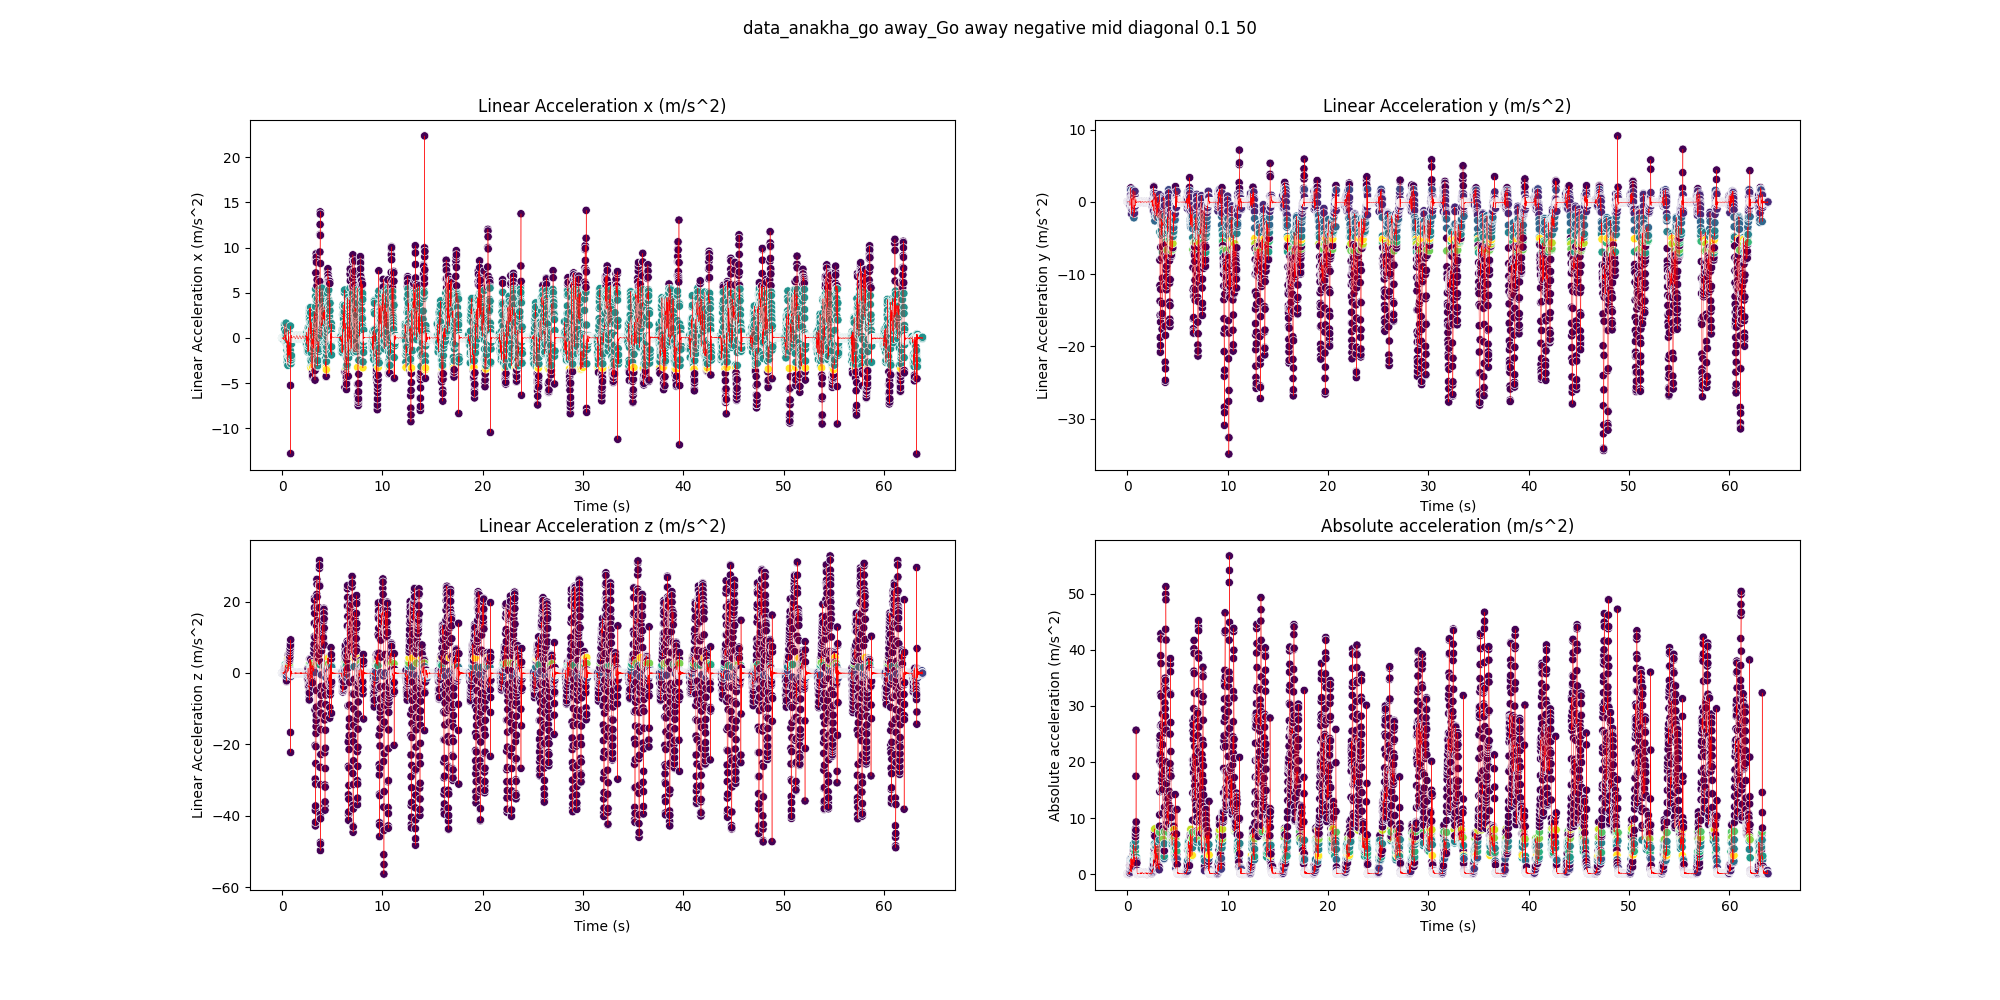 data_anakha_go away_Go away negative mid diagonal 0.1 50
Linear Acceleration x (m/s^2)
Linear Acceleration x (m/s^2)
20
15
10
5
0
−5
−10
0 10 20 30 40 50 60
Time (s)
Linear Acceleration y (m/s^2)
Linear Acceleration y (m/s^2)
10
0
−10
−20
−30
0 10 20 30 40 50 60
Time (s)
Linear Acceleration z (m/s^2)
Linear Acceleration z (m/s^2)
20
0
−20
−40
−60
0 10 20 30 40 50 60
Time (s)
Absolute acceleration (m/s^2)
Absolute acceleration (m/s^2)
50
40
30
20
10
0
0 10 20 30 40 50 60
Time (s)